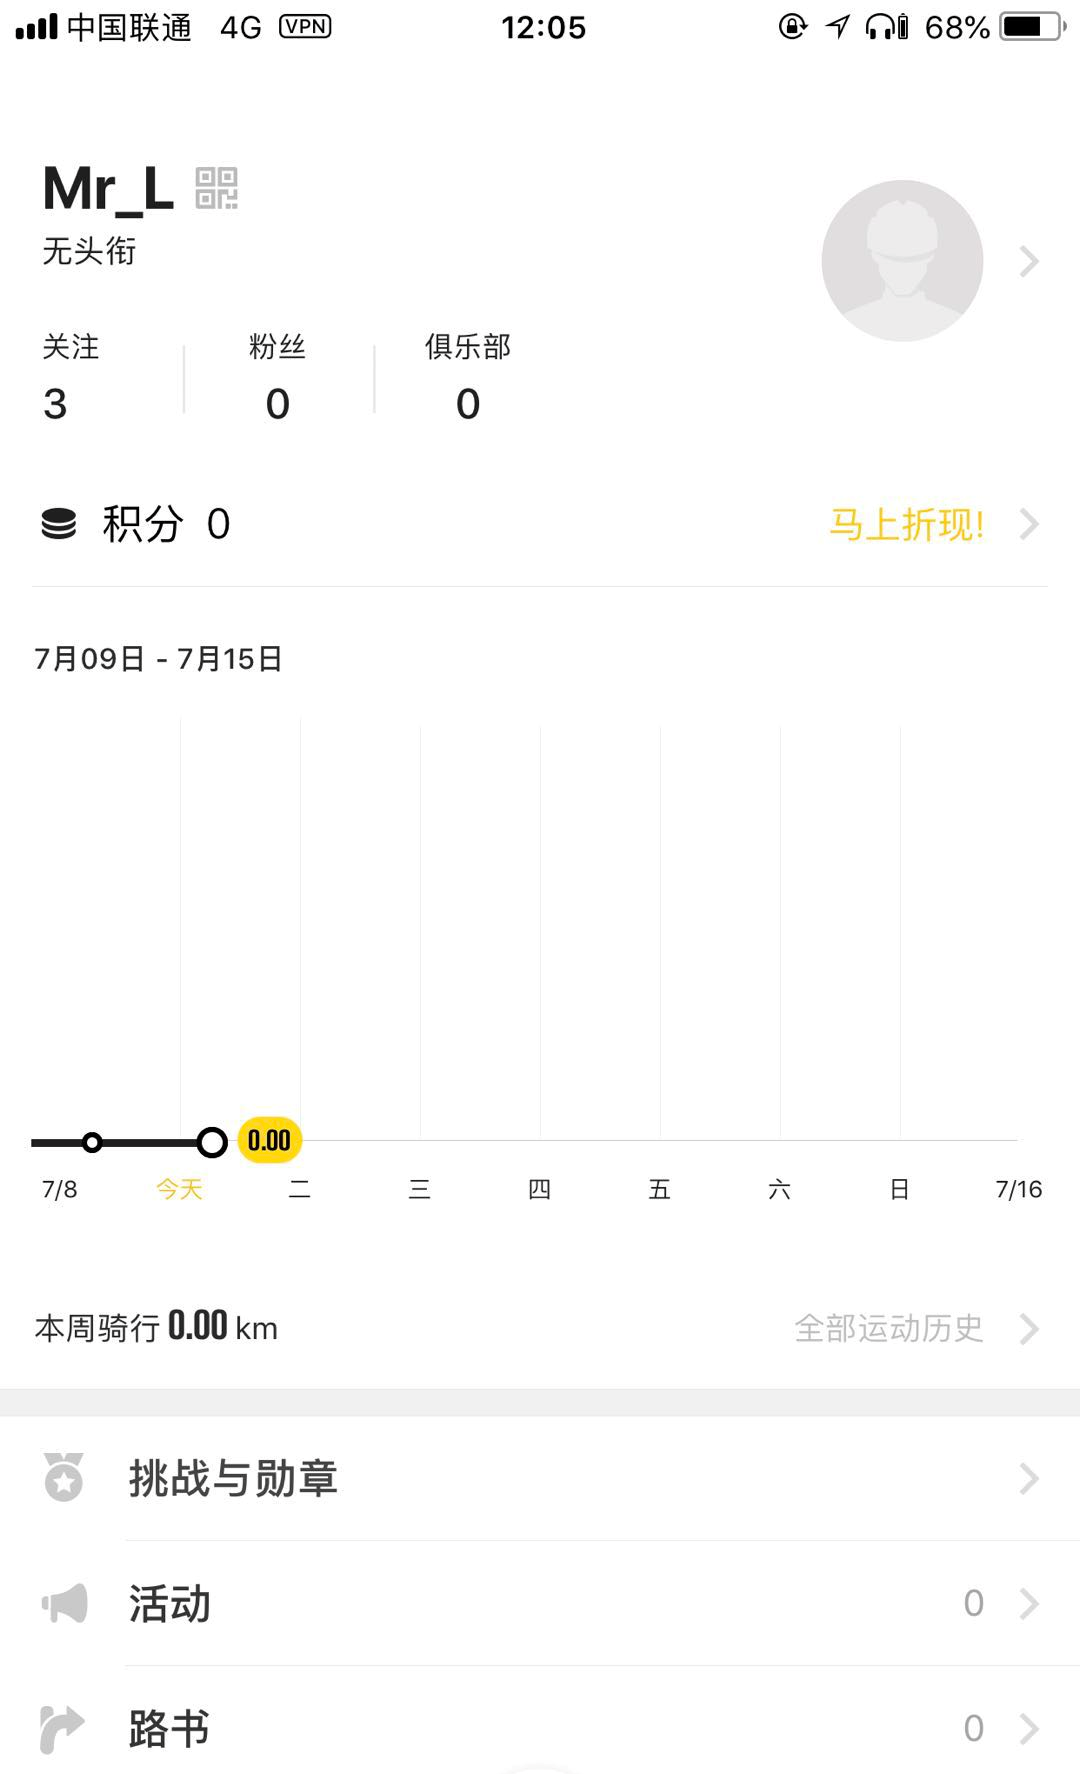 中国联通 4G VPN 12:05 68%
Mr_L
无头衔
关注 粉丝 俱乐部
3 0 0
积分 0 马上折现!
7月09日 - 7月15日
0.00
7/8 今天 二 三 四 五 六 日 7/16
本周骑行 0.00 km 全部运动历史
挑战与勋章
活动 0
路书 0